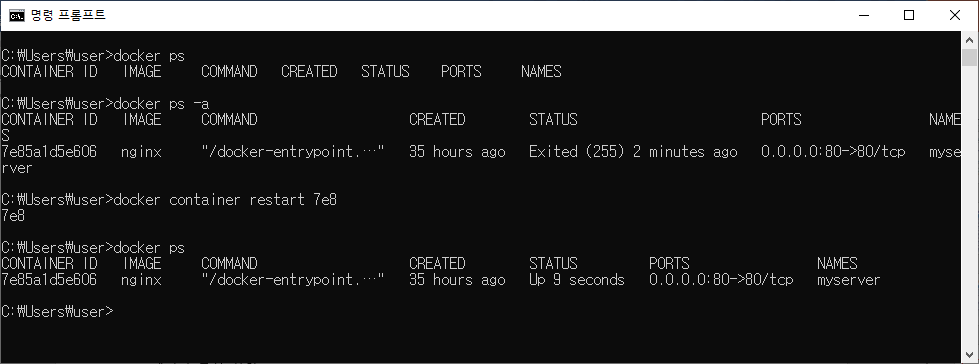 명령 프롬프트
C:\Users\user>docker ps
CONTAINER ID   IMAGE     COMMAND   CREATED   STATUS    PORTS     NAMES
C:\Users\user>docker ps -a
CONTAINER ID   IMAGE     COMMAND                   CREATED        STATUS                       PORTS                NAME
S
7e85a1d5e606   nginx     "/docker-entrypoint.…"   35 hours ago   Exited (255) 2 minutes ago   0.0.0.0:80->80/tcp   myse
rver
C:\Users\user>docker container restart 7e8
7e8
C:\Users\user>docker ps
CONTAINER ID   IMAGE     COMMAND                   CREATED        STATUS         PORTS                NAMES
7e85a1d5e606   nginx     "/docker-entrypoint.…"   35 hours ago   Up 9 seconds   0.0.0.0:80->80/tcp   myserver
C:\Users\user>